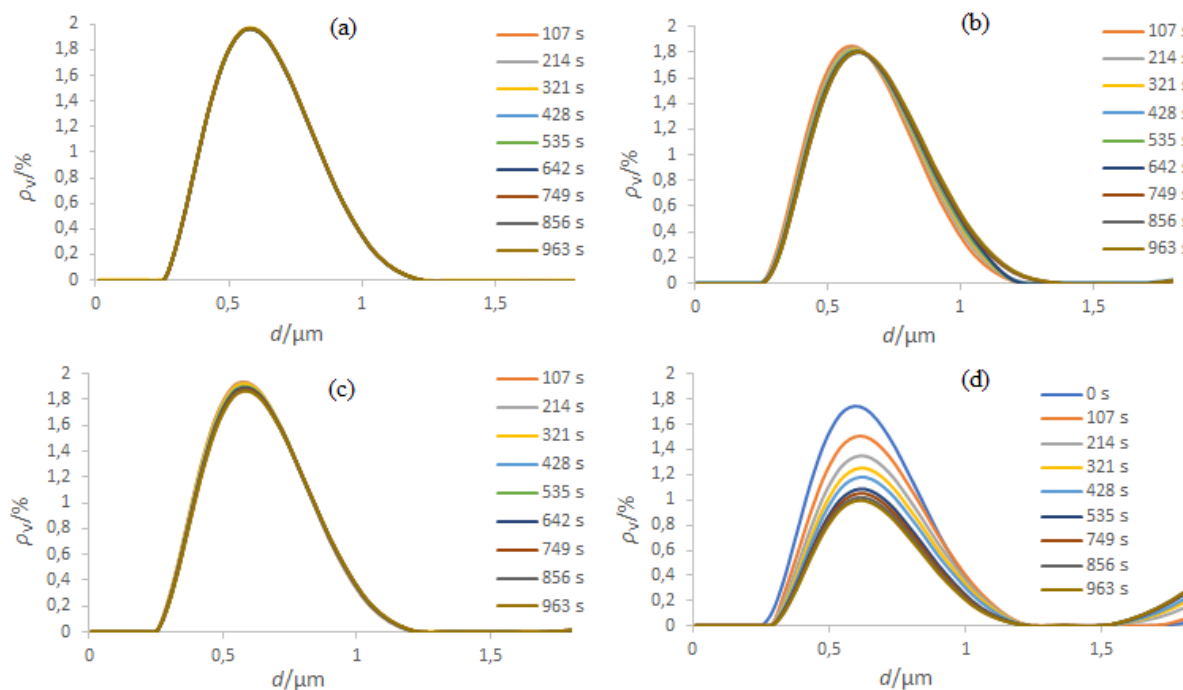 (a)
2
1,8
1,6
1,4
1,2
1
0,8
0,6
0,4
0,2
0
ρv/%
0
0,5
1
1,5
d/µm
107 s
214 s
321 s
428 s
535 s
642 s
749 s
856 s
963 s
(b)
2
1,8
1,6
1,4
1,2
1
0,8
0,6
0,4
0,2
0
ρv/%
0
0,5
1
1,5
d/µm
107 s
214 s
321 s
428 s
535 s
642 s
749 s
856 s
963 s
(c)
2
1,8
1,6
1,4
1,2
1
0,8
0,6
0,4
0,2
0
ρv/%
0
0,5
1
1,5
d/µm
107 s
214 s
321 s
428 s
535 s
642 s
749 s
856 s
963 s
(d)
2
1,8
1,6
1,4
1,2
1
0,8
0,6
0,4
0,2
0
ρv/%
0
0,5
1
1,5
d/µm
0 s
107 s
214 s
321 s
428 s
535 s
749 s
856 s
963 s